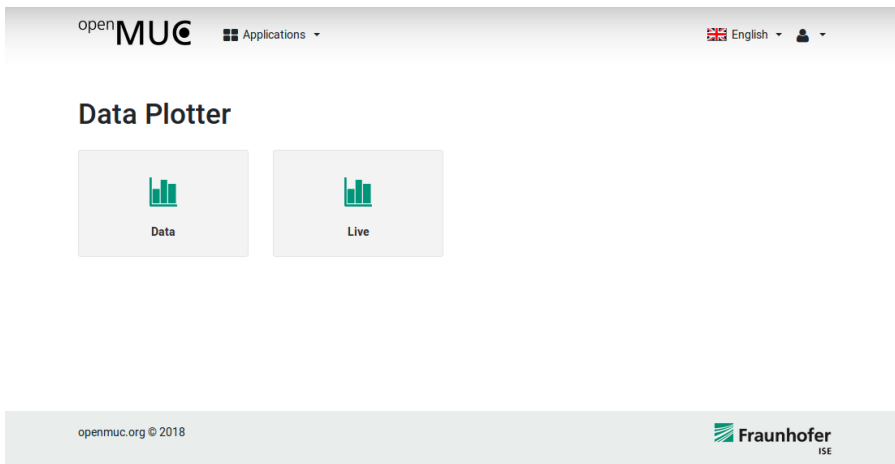 openMUC
Applications
English
Data Plotter
Data
Live
openmuc.org © 2018
Fraunhofer
ISE